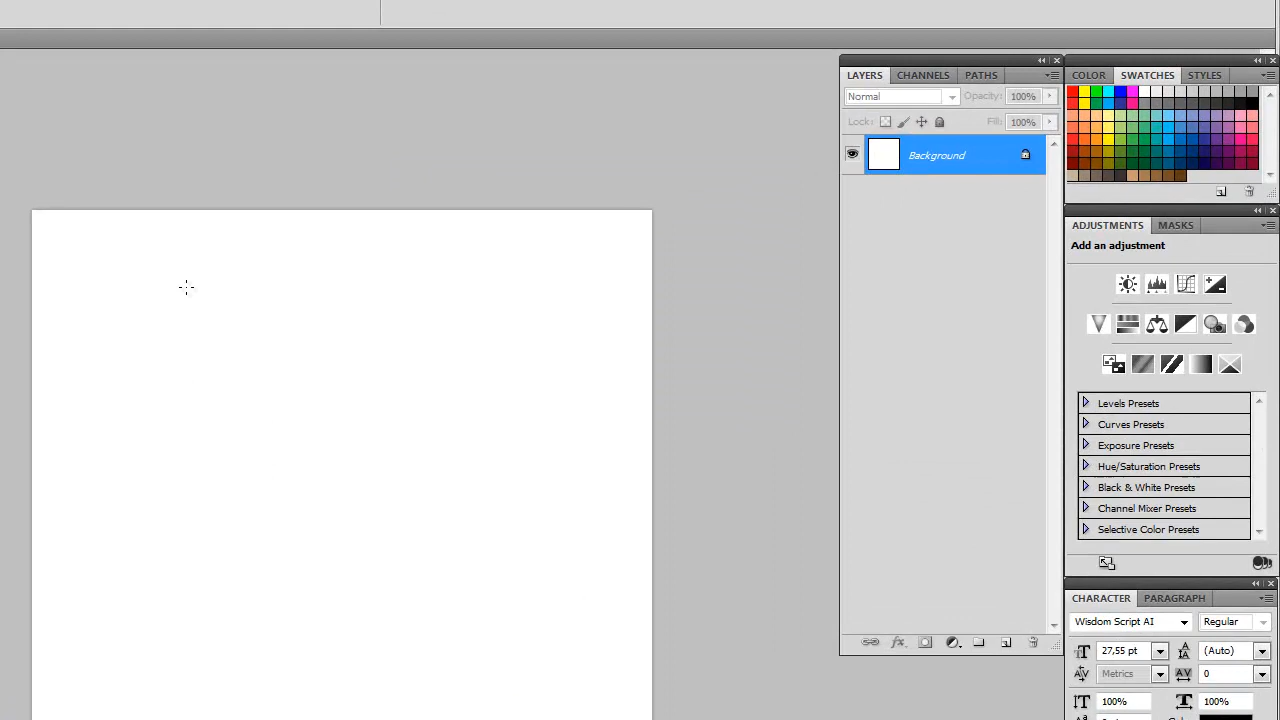 LAYERS CHANNELS PATHS
Normal Opacity: 100%
Lock: Fill: 100%
Background
COLOR SWATCHES STYLES
ADJUSTMENTS MASKS
Add an adjustment
Levels Presets
Curves Presets
Exposure Presets
Hue/Saturation Presets
Black & White Presets
Channel Mixer Presets
Selective Color Presets
CHARACTER PARAGRAPH
Wisdom Script AI Regular
27,55 pt (Auto)
Metrics 0
100% 100%